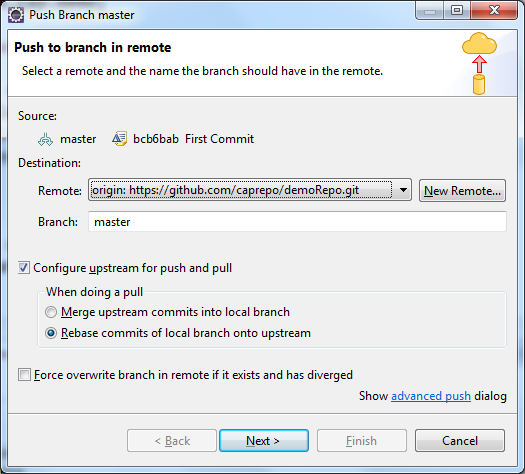 Push Branch master
Push to branch in remote
Select a remote and the name the branch should have in the remote.
Source:
master bcb6bab First Commit
Destination:
Remote: origin: https://github.com/caprepo/demoRepo.git New Remote...
Branch: master
Configure upstream for push and pull
When doing a pull
Merge upstream commits into local branch
Rebase commits of local branch onto upstream
Force overwrite branch in remote if it exists and has diverged
Show advanced push dialog
< Back Next > Finish Cancel